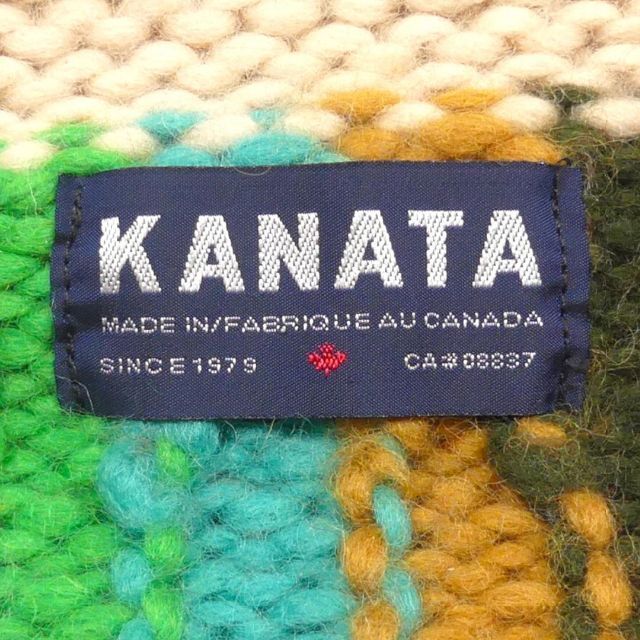 KANATA
MADE IN/FABRIQUE AU CANADA
SINCE 1979 CA#08837